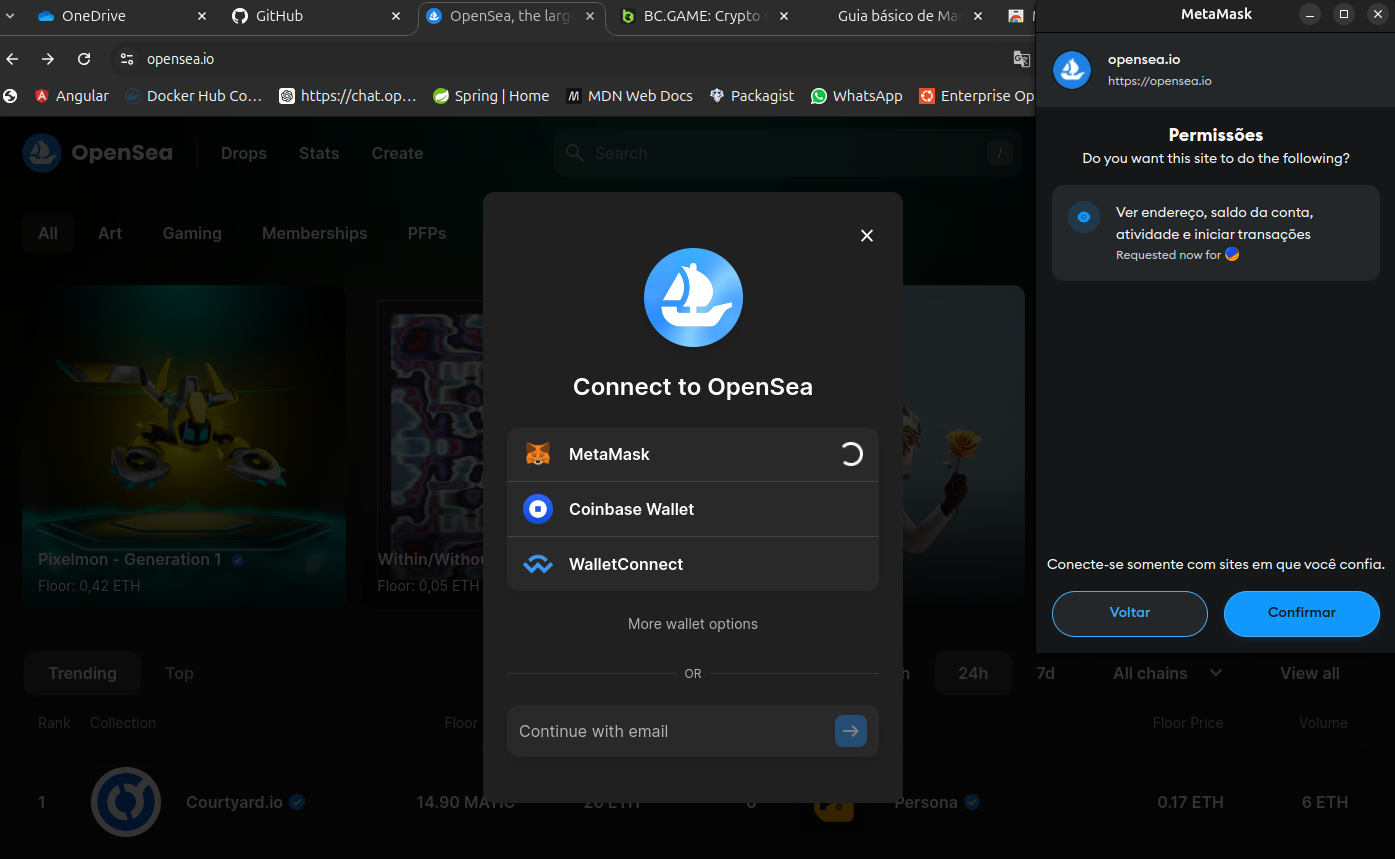 OneDrive
GitHub
OpenSea, the larg
BC.GAME: Crypto
Guia básico de Ma
opensea.io
Angular
Docker Hub Co...
https://chat.op...
Spring | Home
MDN Web Docs
Packagist
WhatsApp
Enterprise Op
OpenSea
Drops
Stats
Create
Search
/
All
Art
Gaming
Memberships
PFPs
Pixelmon - Generation 1
Floor: 0,42 ETH
Within/Withou
Floor: 0,05 ETH
Connect to OpenSea
MetaMask
Coinbase Wallet
WalletConnect
More wallet options
OR
Continue with email
MetaMask
opensea.io
https://opensea.io
Permissões
Do you want this site to do the following?
Ver endereço, saldo da conta,
atividade e iniciar transações
Requested now for
Conecte-se somente com sites em que você confia.
Voltar
Confirmar
Trending
Top
h
24h
7d
All chains
View all
Rank
Collection
Floor
Floor Price
Volume
1
Courtyard.io
14.90 MATIC
20 ETH
Persona
0.17 ETH
6 ETH